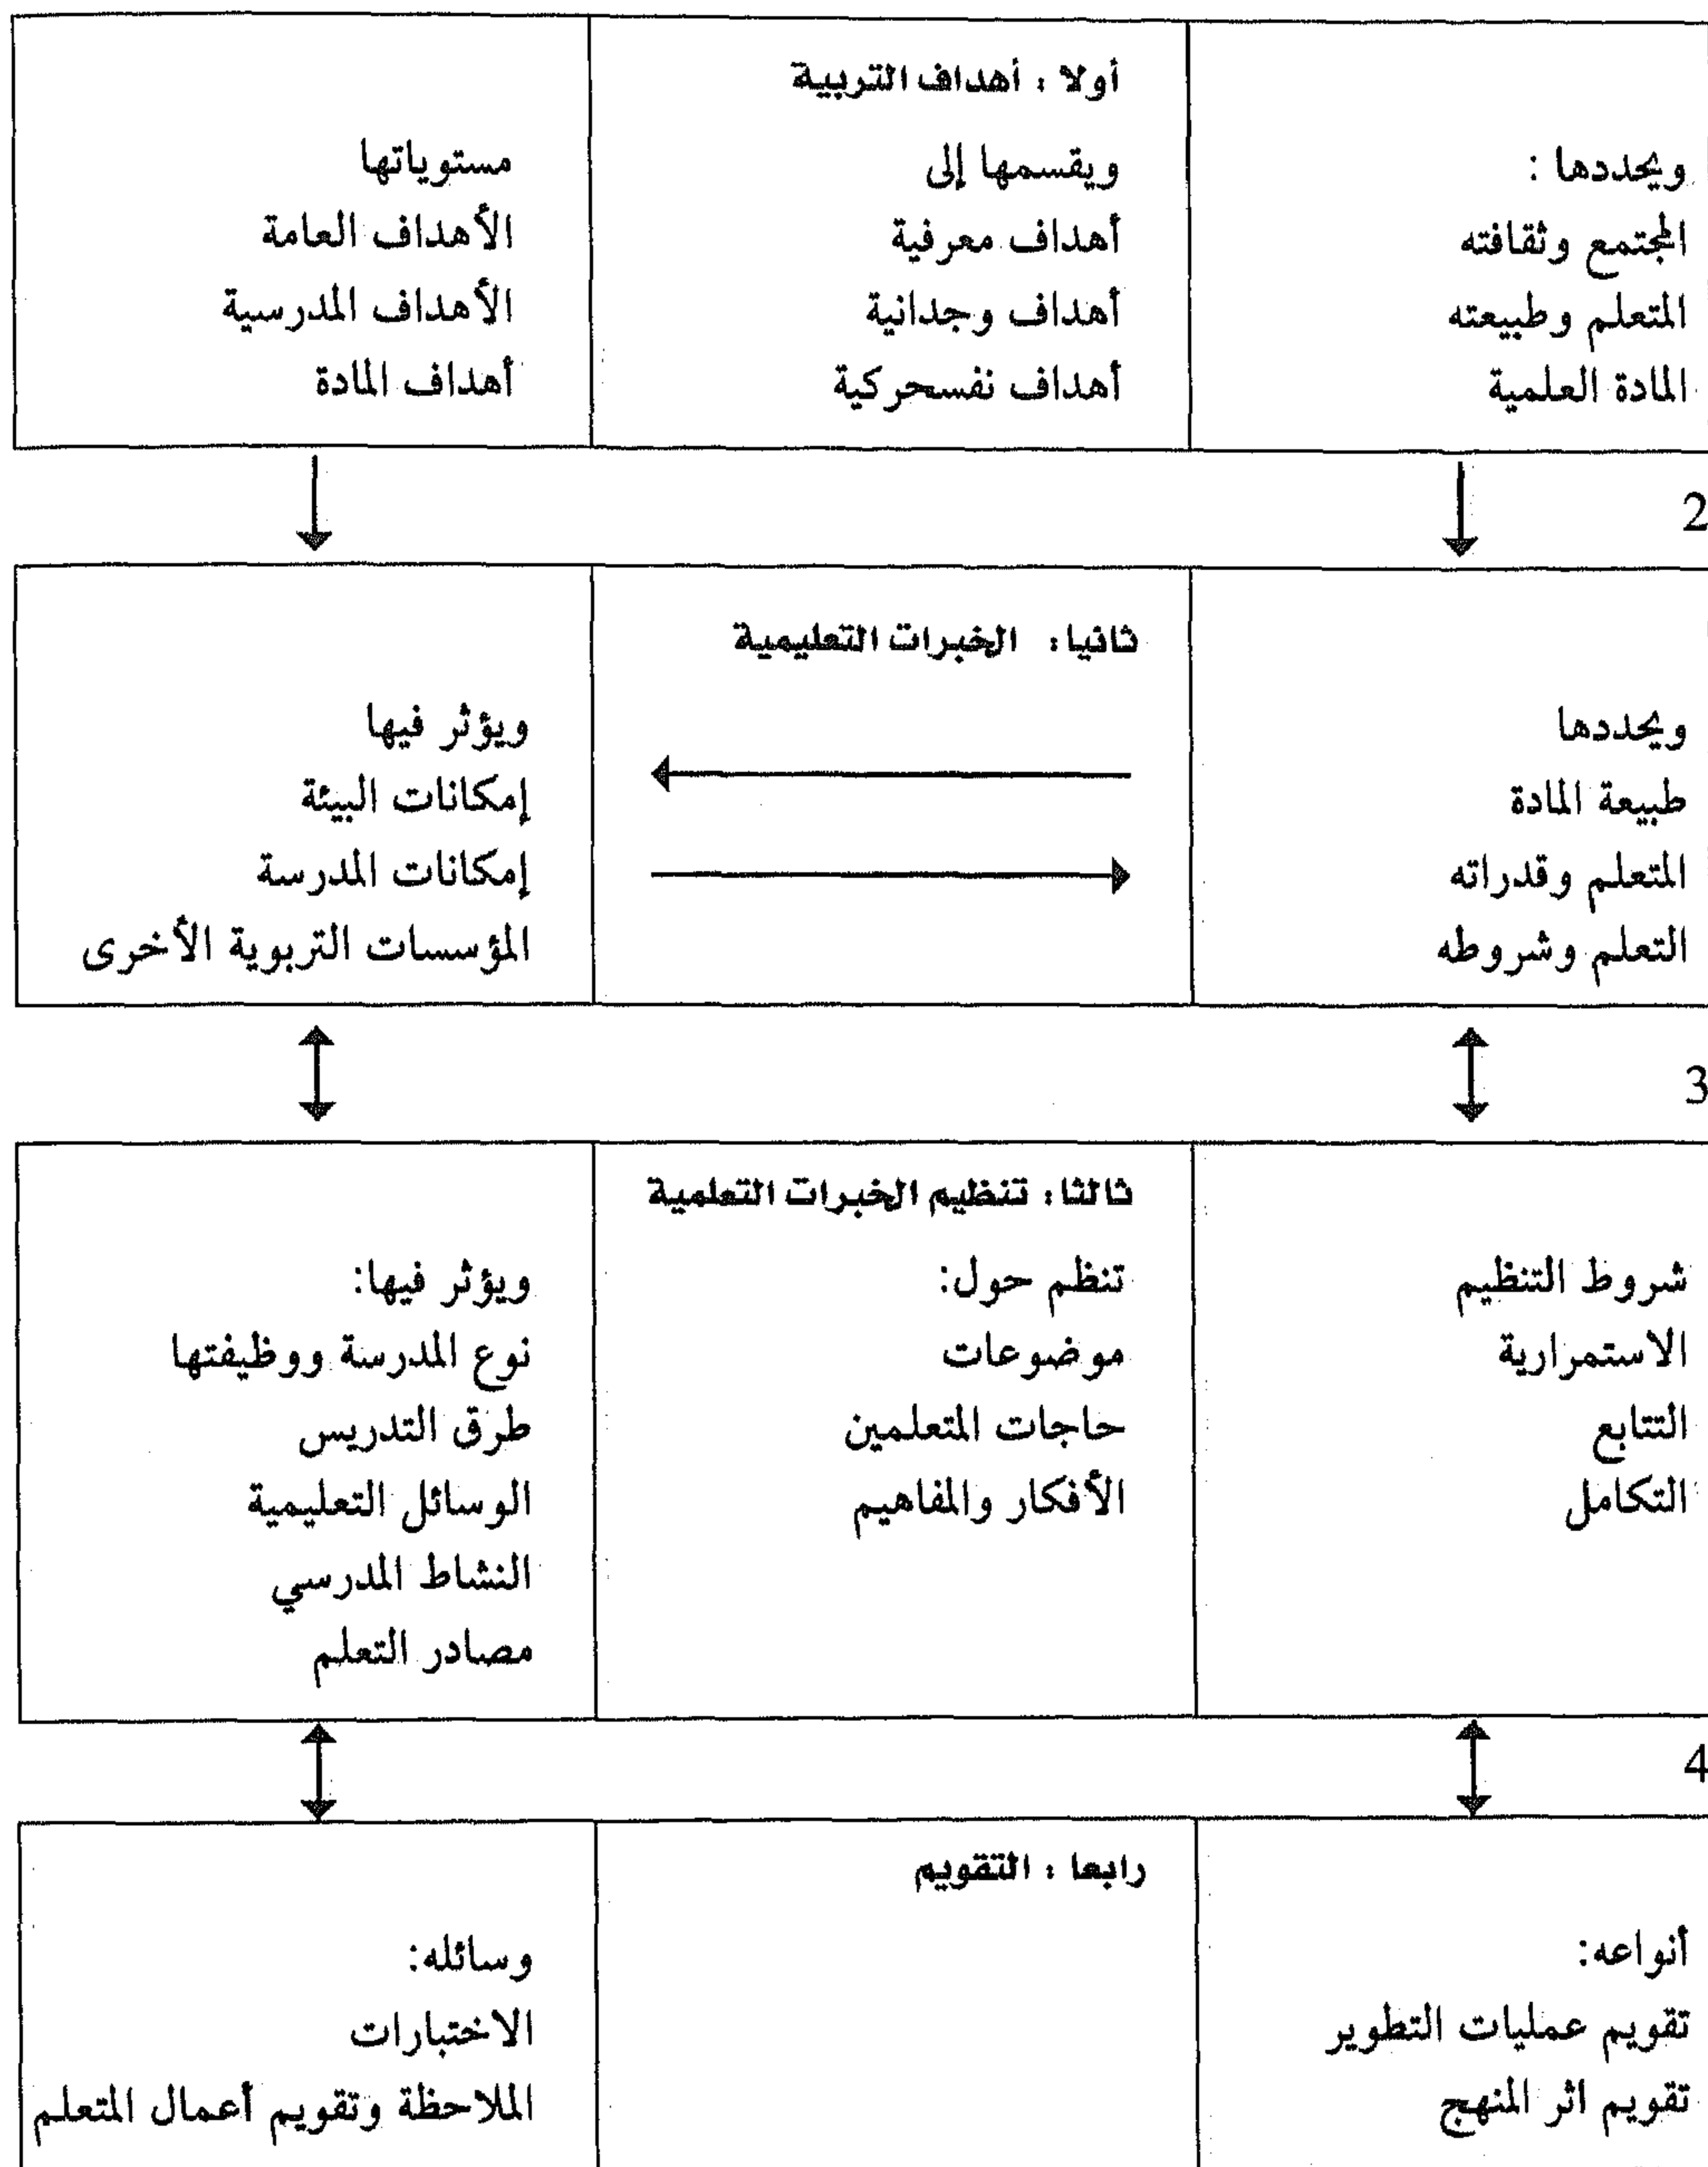 أولا : أهداف التربية
ويحددها :
المجتمع وثقافته
المتعلم وطبيعته
المادة العلمية
ويقسمها إلى
أهداف معرفية
أهداف وجدانية
أهداف نفسحركية
مستوياتها
الأهداف العامة
الأهداف المدرسية
أهداف المادة
2
ثانيا : الخبرات التعليمية
ويحددها
طبيعة المادة
المتعلم وقدراته
التعلم وشروطه
ويؤثر فيها
إمكانات البيئة
إمكانات المدرسة
المؤسسات التربوية الأخرى
3
ثالثا : تنظيم الخبرات التعلمية
شروط التنظيم
الاستمرارية
التتابع
التكامل
تنظم حول:
موضوعات
حاجات المتعلمين
الأفكار والمفاهيم
ويؤثر فيها:
نوع المدرسة ووظيفتها
طرق التدريس
الوسائل التعليمية
النشاط المدرسي
مصادر التعلم
4
رابعا : التقويم
أنواعه:
تقويم عمليات التطوير
تقويم اثر المنهج
وسائله:
الاختبارات
الملاحظة وتقويم أعمال المتعلم